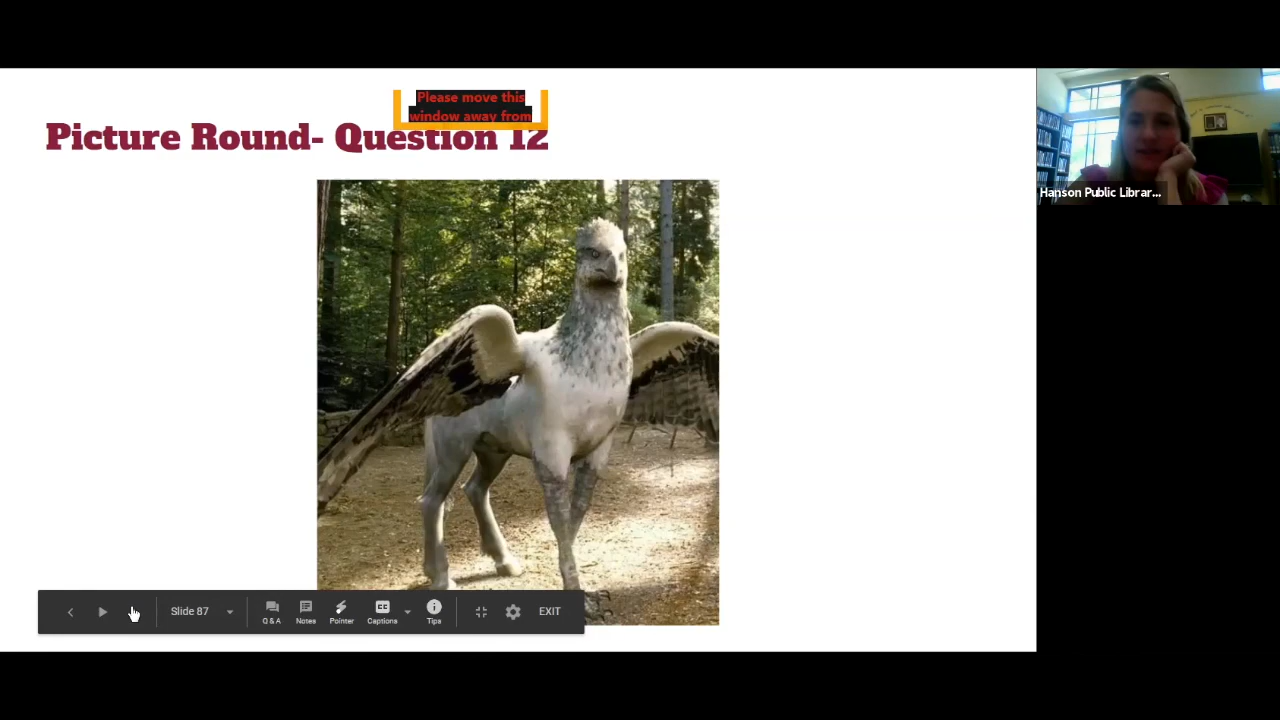 Please move this
window away from
Picture Round- Question 12
Hanson Public Librar...
Slide 87
Q & A
Notes
Pointer
CC
Captions
Tips
EXIT